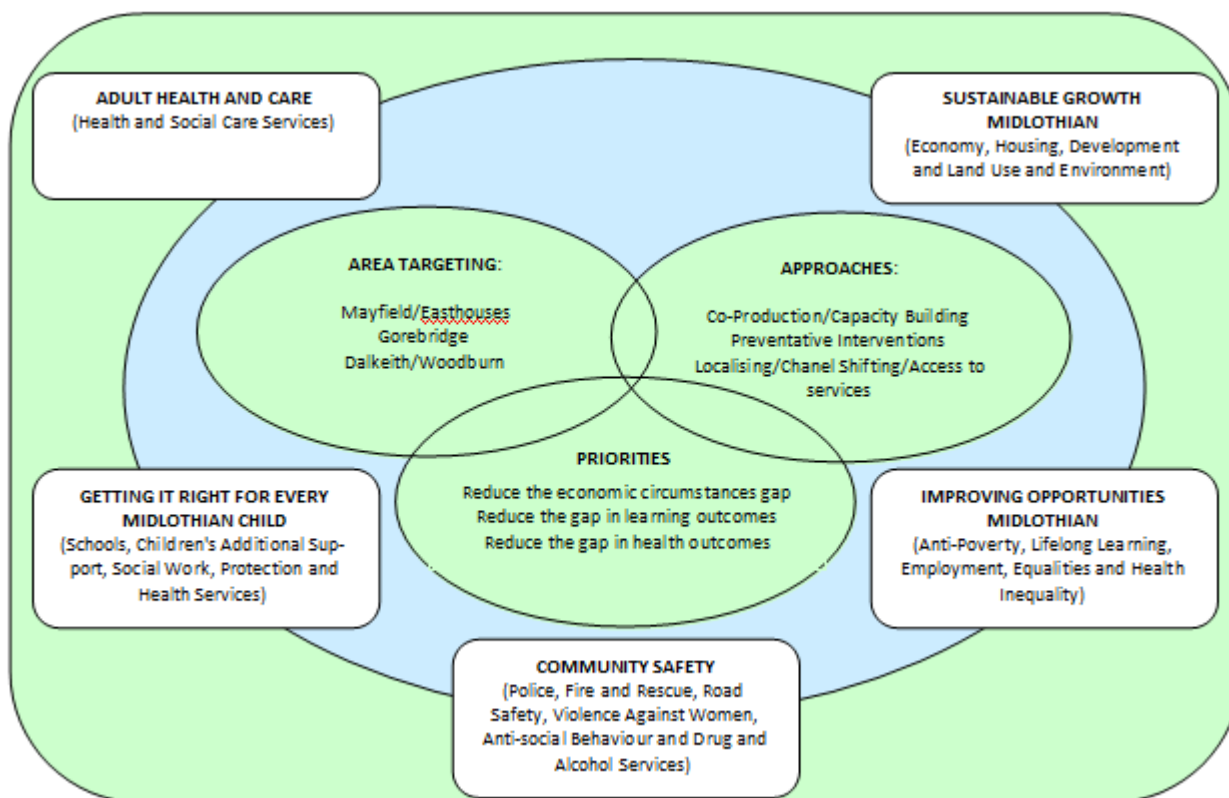 ADULT HEALTH AND CARE
(Health and Social Care Services)
SUSTAINABLE GROWTH
MIDLOTHIAN
(Economy, Housing, Development
and Land Use and Environment)
AREA TARGETING:
Mayfield/Easthouses
Gorebridge
Dalkeith/Woodburn
APPROACHES:
Co-Production/Capacity Building
Preventative Interventions
Localising/Chanel Shifting/Access to
services
PRIORITIES
Reduce the economic circumstances gap
Reduce the gap in learning outcomes
Reduce the gap in health outcomes
GETTING IT RIGHT FOR EVERY
MIDLOTHIAN CHILD
(Schools, Children's Additional Sup-
port, Social Work, Protection and
Health Services)
IMPROVING OPPORTUNITIES
MIDLOTHIAN
(Anti-Poverty, Lifelong Learning,
Employment, Equalities and Health
Inequality)
COMMUNITY SAFETY
(Police, Fire and Rescue, Road
Safety, Violence Against Women,
Anti-social Behaviour and Drug and
Alcohol Services)